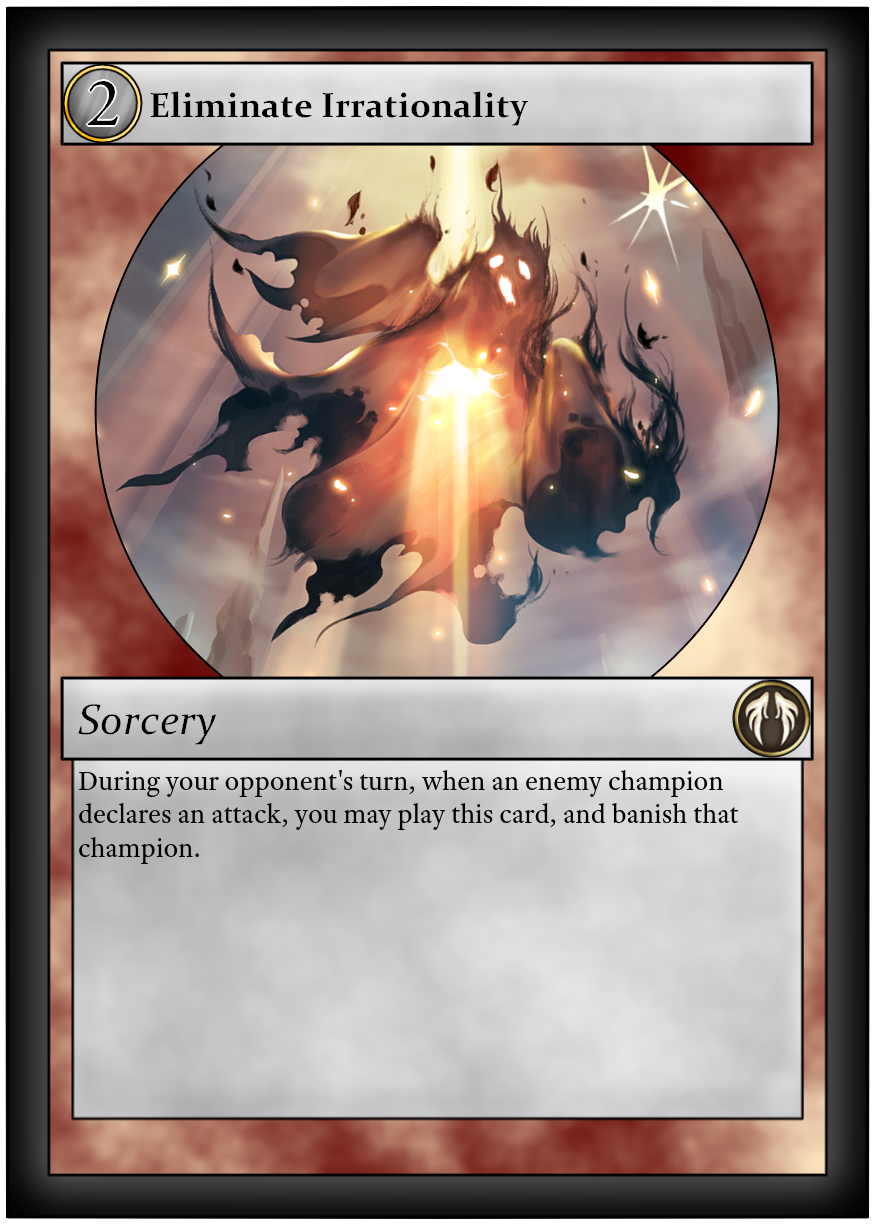 2
Eliminate Irrationality
Sorcery
During your opponent's turn, when an enemy champion
declares an attack, you may play this card, and banish that
champion.